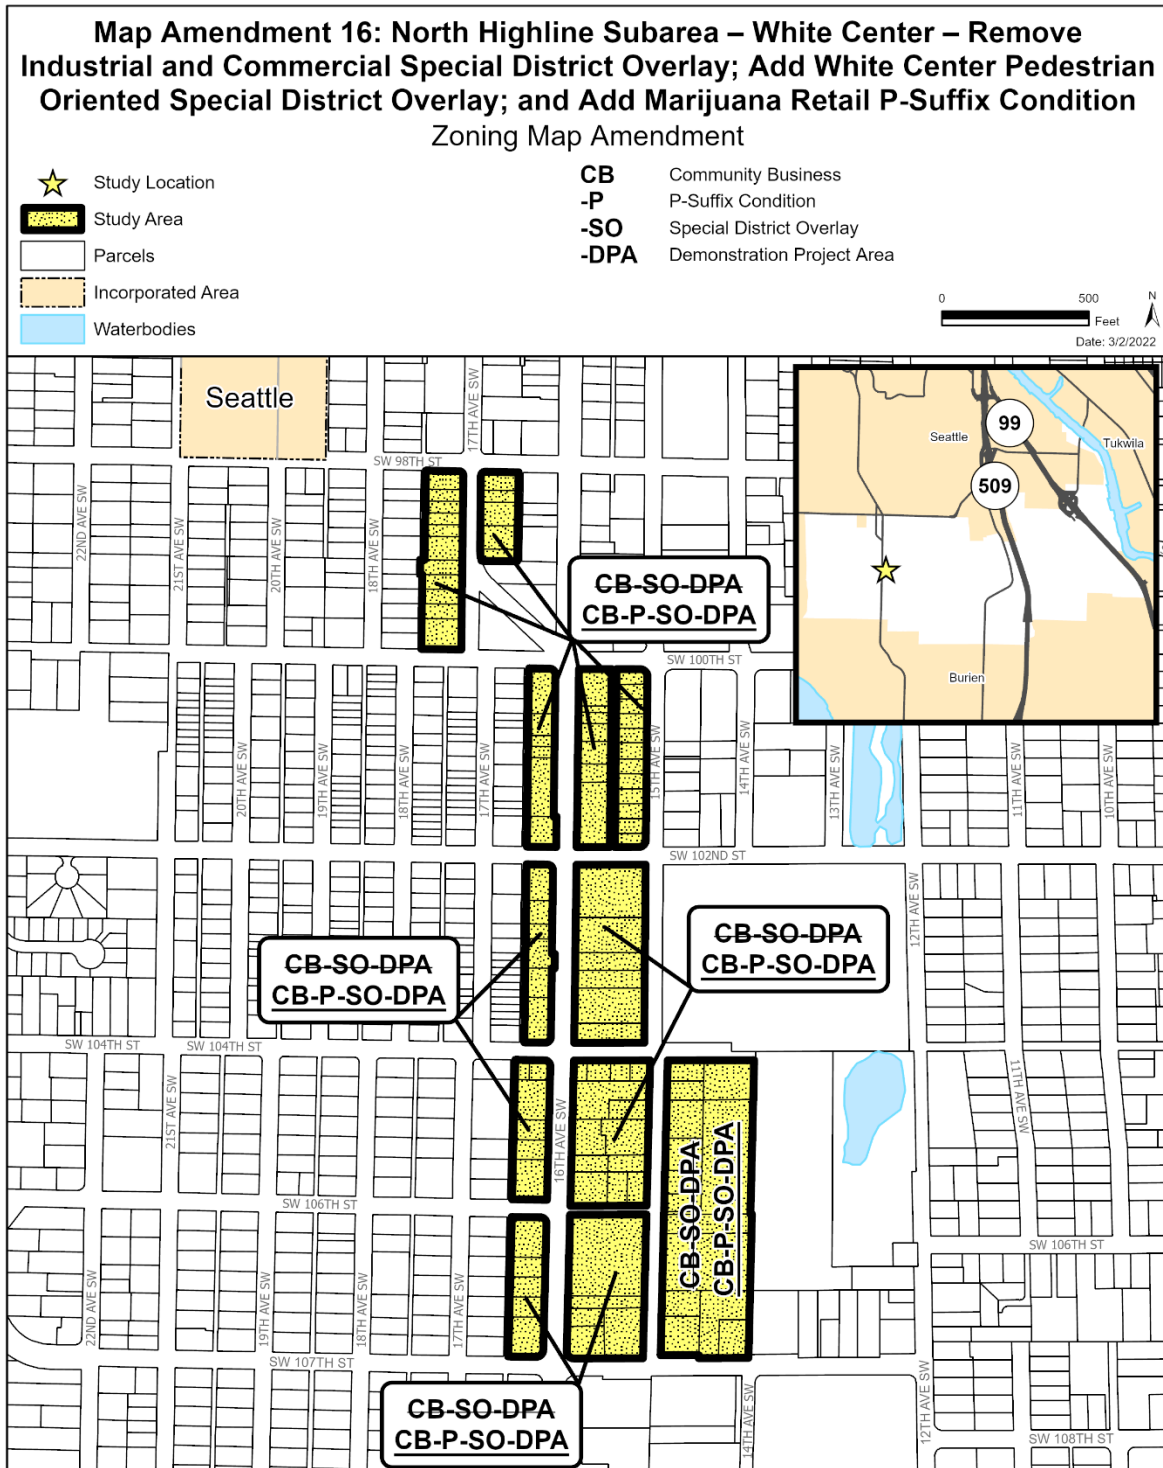 Map Amendment 16: North Highline Subarea – White Center – Remove
Industrial and Commercial Special District Overlay; Add White Center Pedestrian
Oriented Special District Overlay; and Add Marijuana Retail P-Suffix Condition
Zoning Map Amendment
Study Location
Study Area
Parcels
Incorporated Area
Waterbodies
CB Community Business
-P P-Suffix Condition
-SO Special District Overlay
-DPA Demonstration Project Area
0 500
Feet
N
Date: 3/2/2022
Seattle
17TH AVE SW
SW 98TH ST
22ND AVE SW
21ST AVE SW
20TH AVE SW
18TH AVE SW
CB-SO-DPA
CB-P-SO-DPA
Seattle
99
Tukwila
509
Burien
SW 100TH ST
20TH AVE SW
19TH AVE SW
18TH AVE SW
17TH AVE SW
15TH AVE SW
14TH AVE SW
13TH AVE SW
11TH AVE SW
10TH AVE SW
SW 102ND ST
12TH AVE SW
CB-SO-DPA
CB-P-SO-DPA
CB-SO-DPA
CB-P-SO-DPA
SW 104TH ST
SW 104TH ST
21ST AVE SW
16TH AVE SW
11TH AVE SW
CB-SO-DPA
CB-P-SO-DPA
SW 106TH ST
SW 106TH ST
22ND AVE SW
19TH AVE SW
18TH AVE SW
17TH AVE SW
SW 107TH ST
CB-SO-DPA
CB-P-SO-DPA
14TH AVE SW
12TH AVE SW
SW 108TH ST